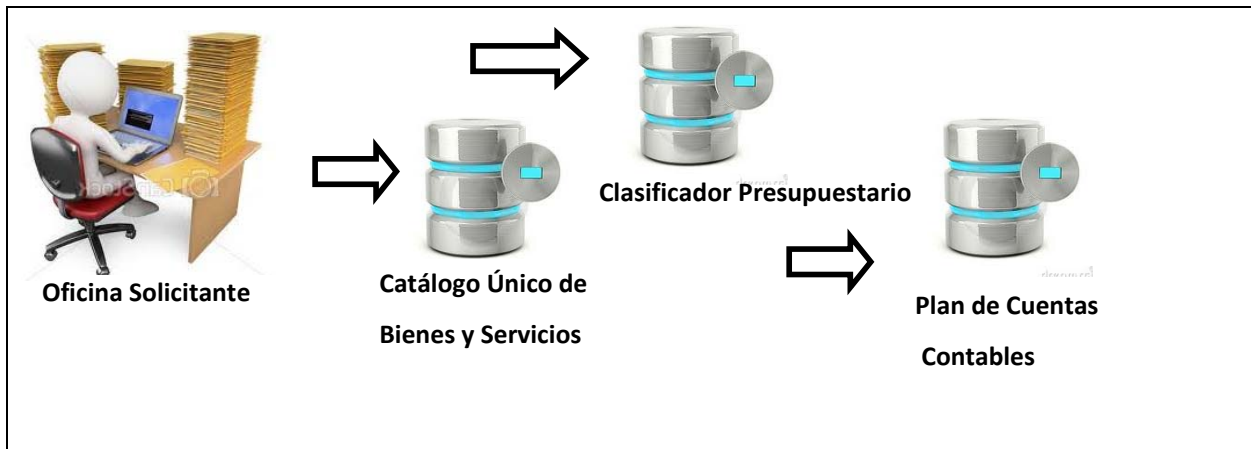 Clasificador Presupuestario
Oficina Solicitante
Catálogo Único de
Bienes y Servicios
Plan de Cuentas
Contables